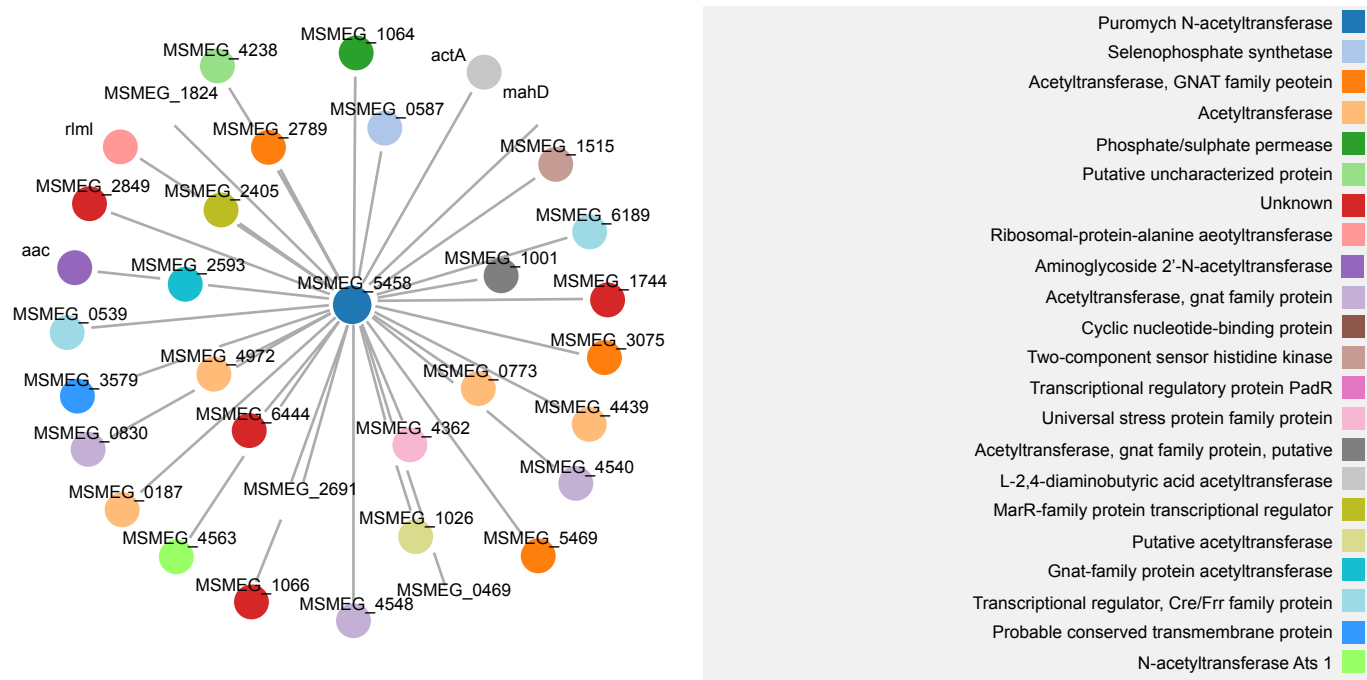 MSMEG_1064
MSMEG_4238
actA
MSMEG_1824
mahD
MSMEG_0587
rlml
MSMEG_2789
MSMEG_1515
MSMEG_2849
MSMEG_2405
MSMEG_6189
aac
MSMEG_2593
MSMEG_1001
MSMEG_5458
MSMEG_1744
MSMEG_0539
MSMEG_3075
MSMEG_4972
MSMEG_0773
MSMEG_3579
MSMEG_4439
MSMEG_6444
MSMEG_4362
MSMEG_0830
MSMEG_4540
MSMEG_0187
MSMEG_2691
MSMEG_1026
MSMEG_4563
MSMEG_5469
MSMEG_1066
MSMEG_0469
MSMEG_4548
Puromych N-acetyltransferase
Selenophosphate synthetase
Acetyltransferase, GNAT family peotein
Acetyltransferase
Phosphate/sulphate permease
Putative uncharacterized protein
Unknown
Ribosomal-protein-alanine aeotyltransferase
Aminoglycoside 2’-N-acetyltransferase
Acetyltransferase, gnat family protein
Cyclic nucleotide-binding protein
Two-component sensor histidine kinase
Transcriptional regulatory protein PadR
Universal stress protein family protein
Acetyltransferase, gnat family protein, putative
L-2,4-diaminobutyric acid acetyltransferase
MarR-family protein transcriptional regulator
Putative acetyltransferase
Gnat-family protein acetyltransferase
Transcriptional regulator, Cre/Frr family protein
Probable conserved transmembrane protein
N-acetyltransferase Ats 1